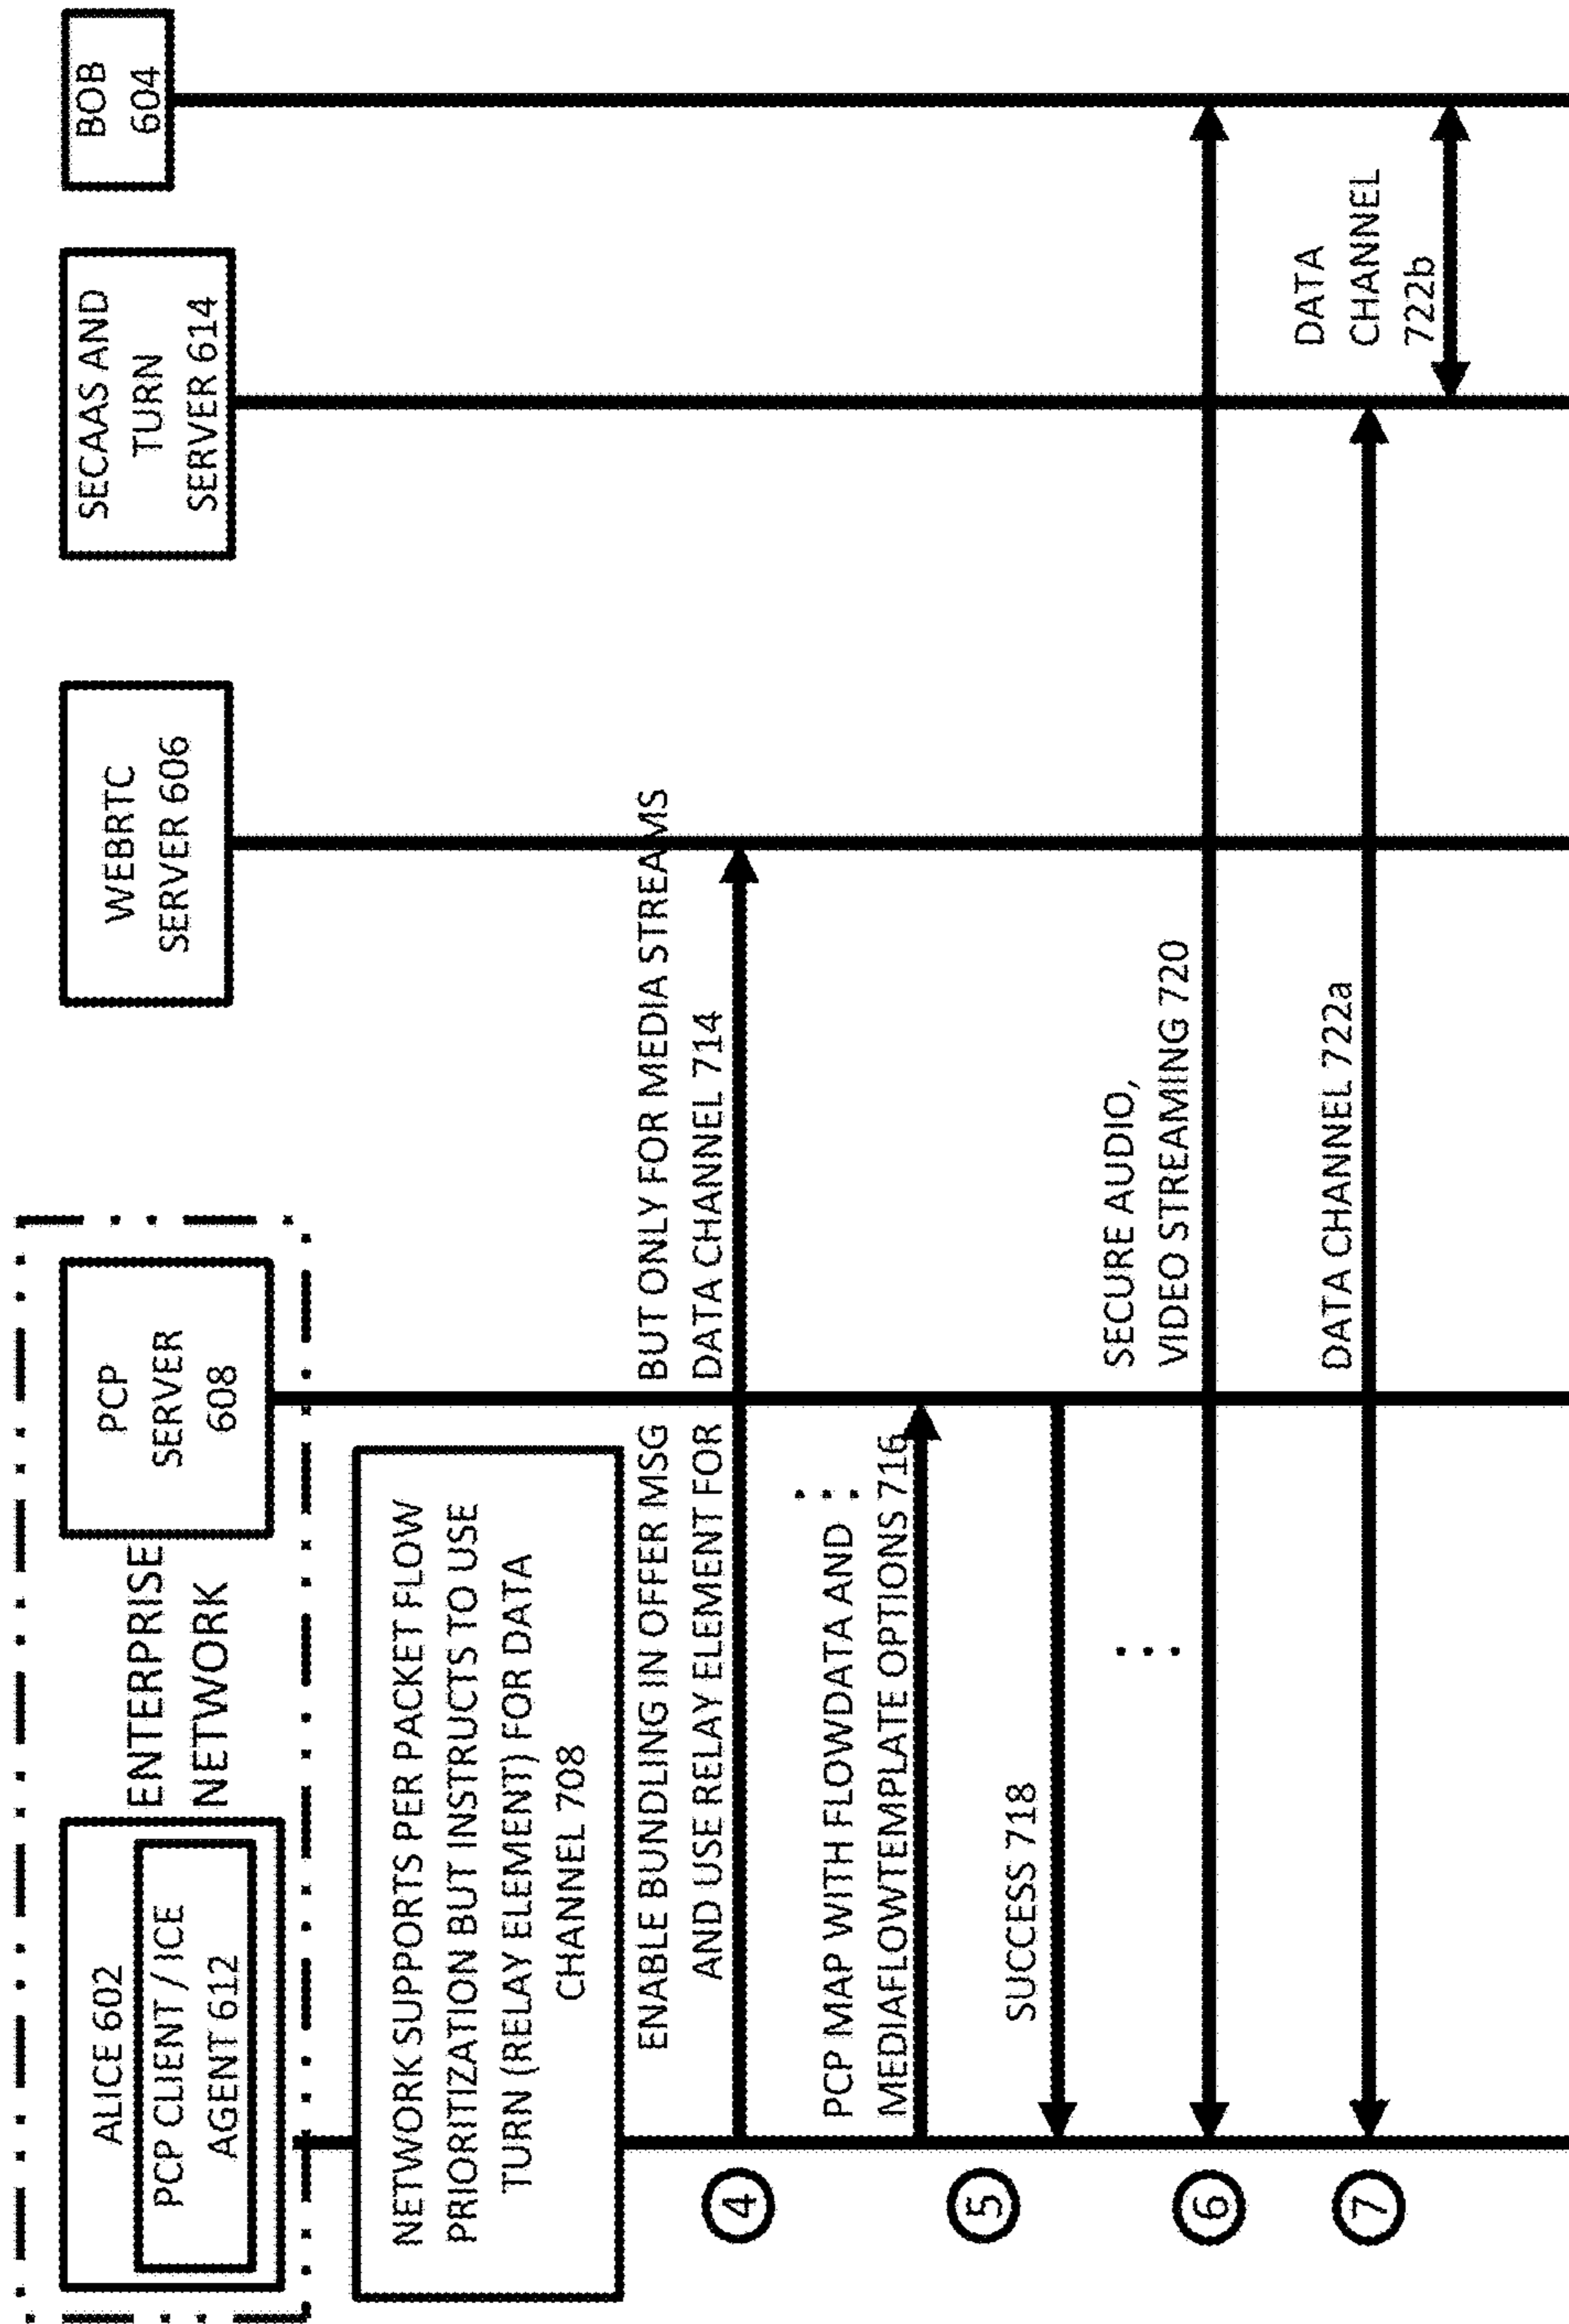 ALICE 602
PCP CLIENT / ICE
AGENT 612
ENTERPRISE
NETWORK
PCP
SERVER
608
WEBRTC
SERVER 606
SECAAS AND
TURN
SERVER 614
BOB
604
NETWORK SUPPORTS PER PACKET FLOW
PRIORITIZATION BUT INSTRUCTS TO USE
TURN (RELAY ELEMENT) FOR DATA
CHANNEL 708
4
ENABLE BUNDLING IN OFFER MSG BUT ONLY FOR MEDIA STREAMS
AND USE RELAY ELEMENT FOR DATA CHANNEL 714
PCP MAP WITH FLOWDATA AND
MEDIAFLOWTEMPLATE OPTIONS 716
5
SUCCESS 718
SECURE AUDIO,
VIDEO STREAMING 720
6
DATA CHANNEL 722a
7
DATA
CHANNEL
722b